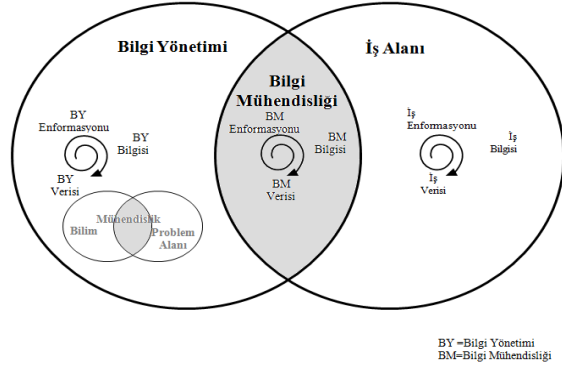 Bilgi Yönetimi
İş Alanı
Bilgi
Mühendisliği
BY
Enformasyonu
BY
Bilgisi
BY
Verisi
BM
Enformasyonu
BM
Bilgisi
BM
Verisi
İş
Enformasyonu
İş
Bilgisi
İş
Verisi
Mühendislik
Bilim
Problem
Alanı
BY =Bilgi Yönetimi
BM=Bilgi Mühendisliği